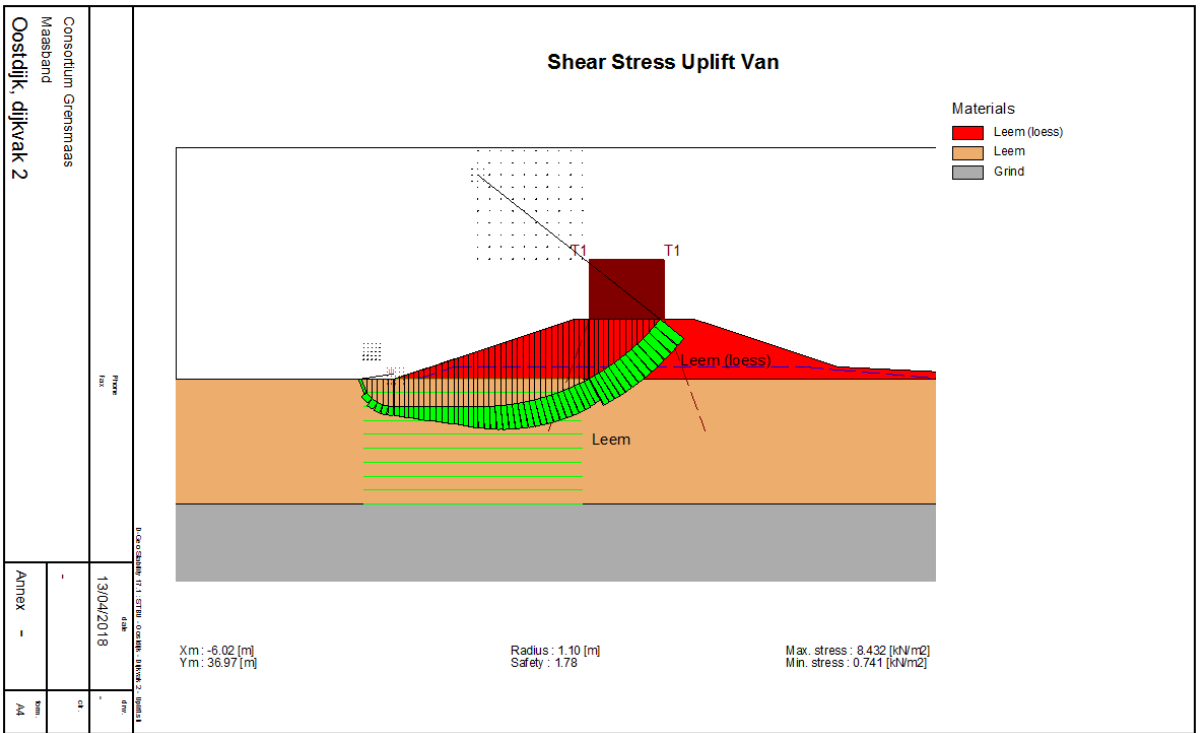 Shear Stress Uplift Van
Materials
Leem (loess)
Leem
Grind
T1
T1
Leem (loess)
Leem
Xm : -6.02 [m]
Ym : 36.97 [m]
Radius : 1.10 [m]
Safety : 1.78
Max. stress : 8.432 [kN/m2]
Min. stress : 0.741 [kN/m2]
Consortium Grensmaas
Maasband
Oostdijk, dijkvak 2
Phone
Fax
date
13/04/2018
drw.
-
-
ctr.
Annex -
form.
A4